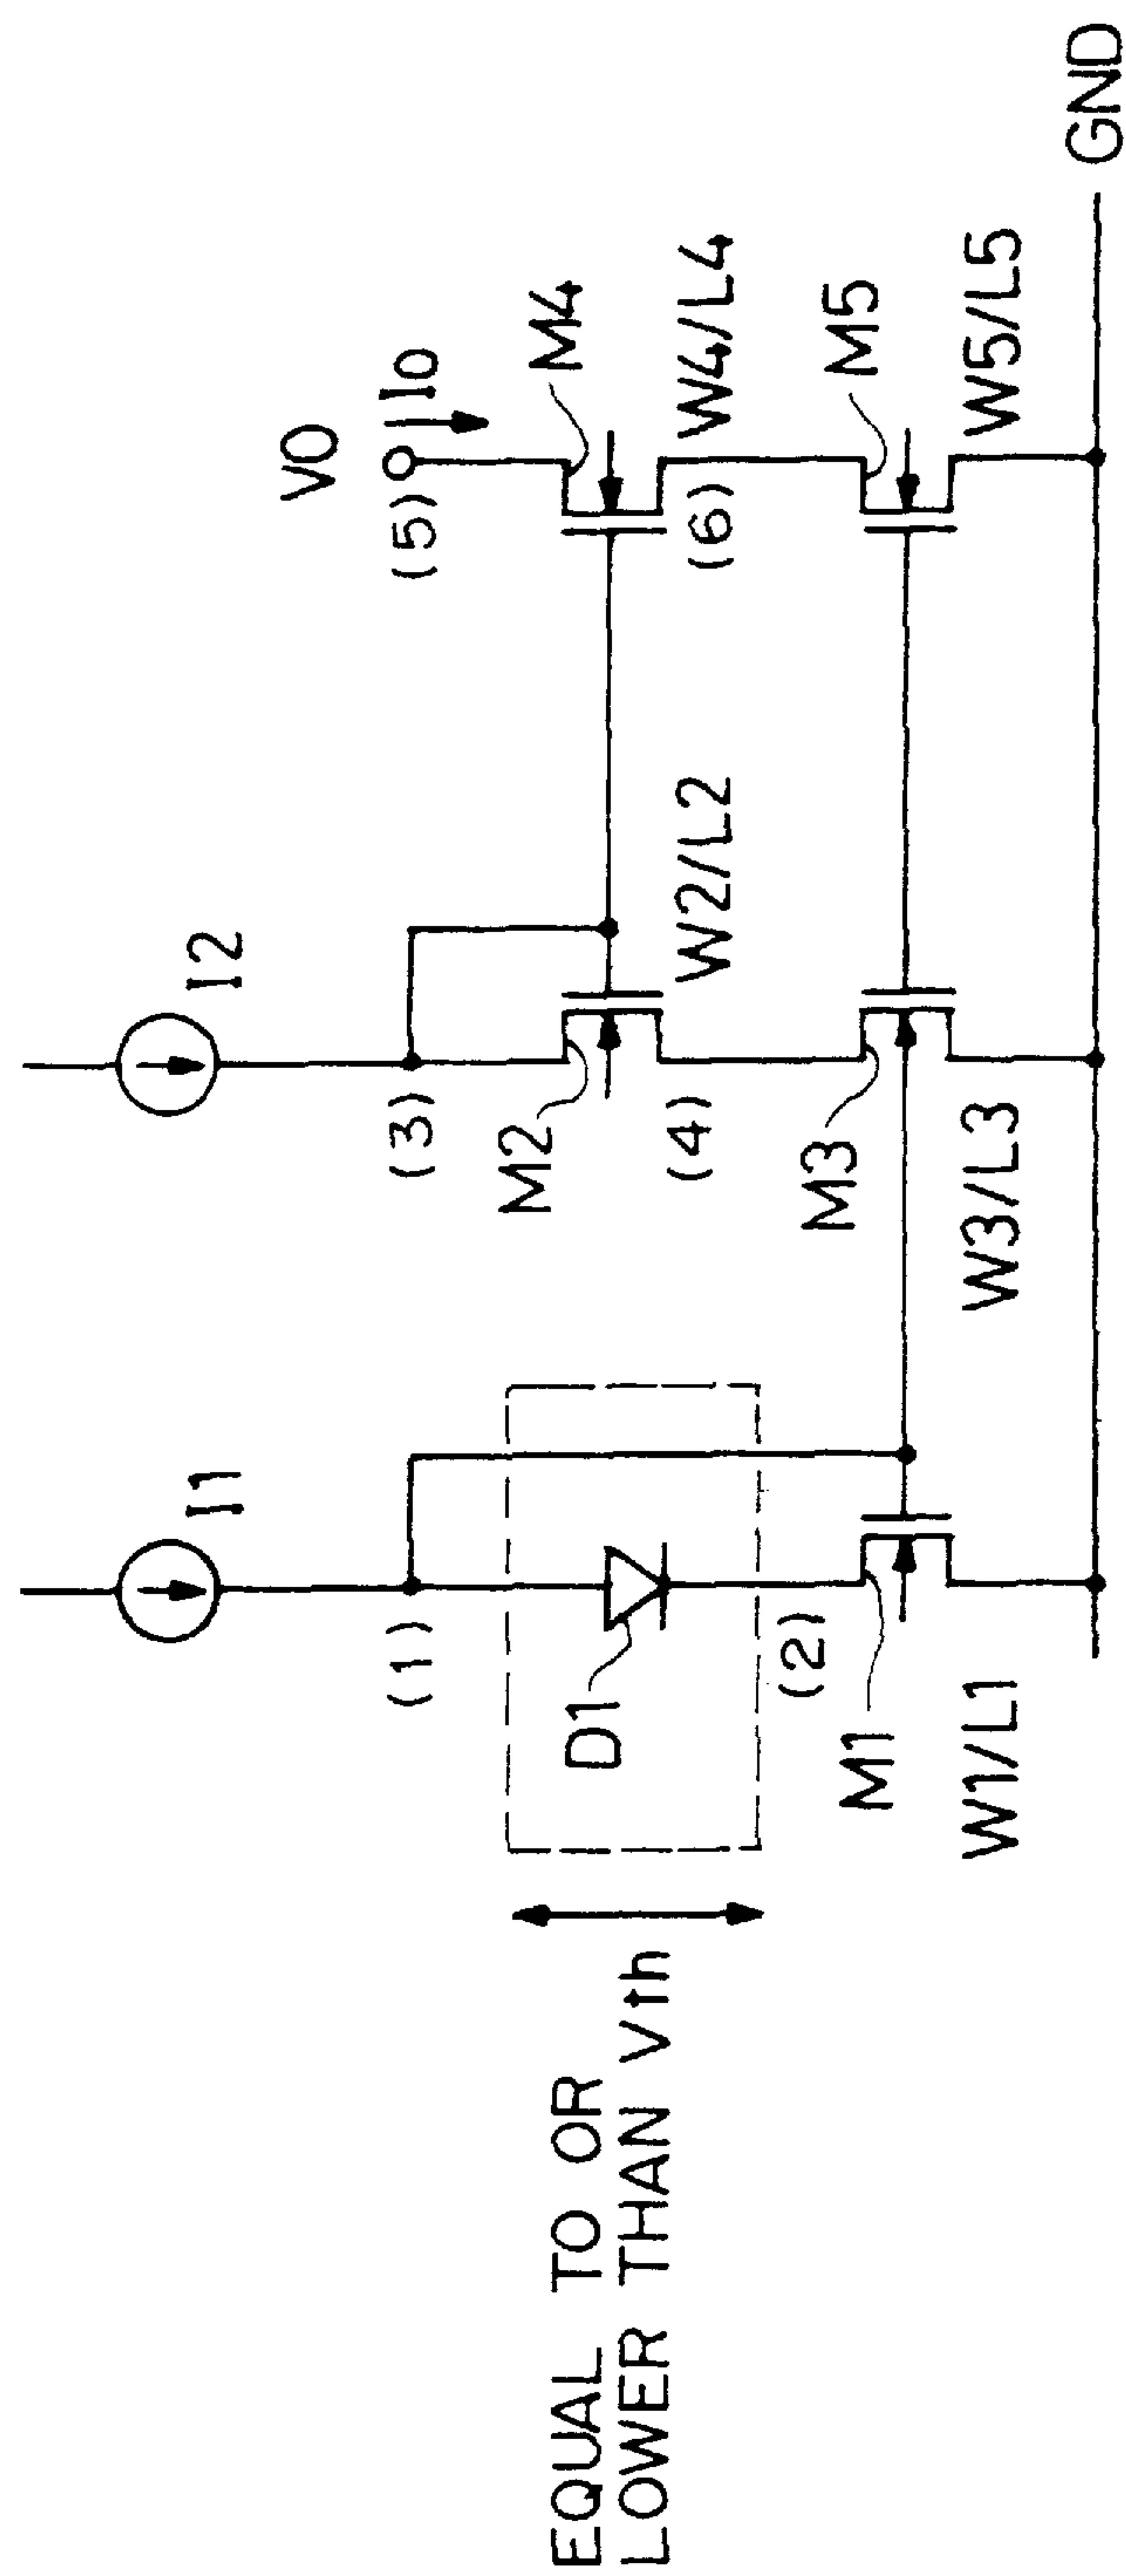 EQUAL TO OR
LOWER THAN Vth
I1
(1)
D1
(2)
M1
W1/L1
I2
(3)
M2
W2/L2
(4)
M3
W3/L3
VO
IO
(5)
M4
W4/L4
(6)
M5
W5/L5
GND